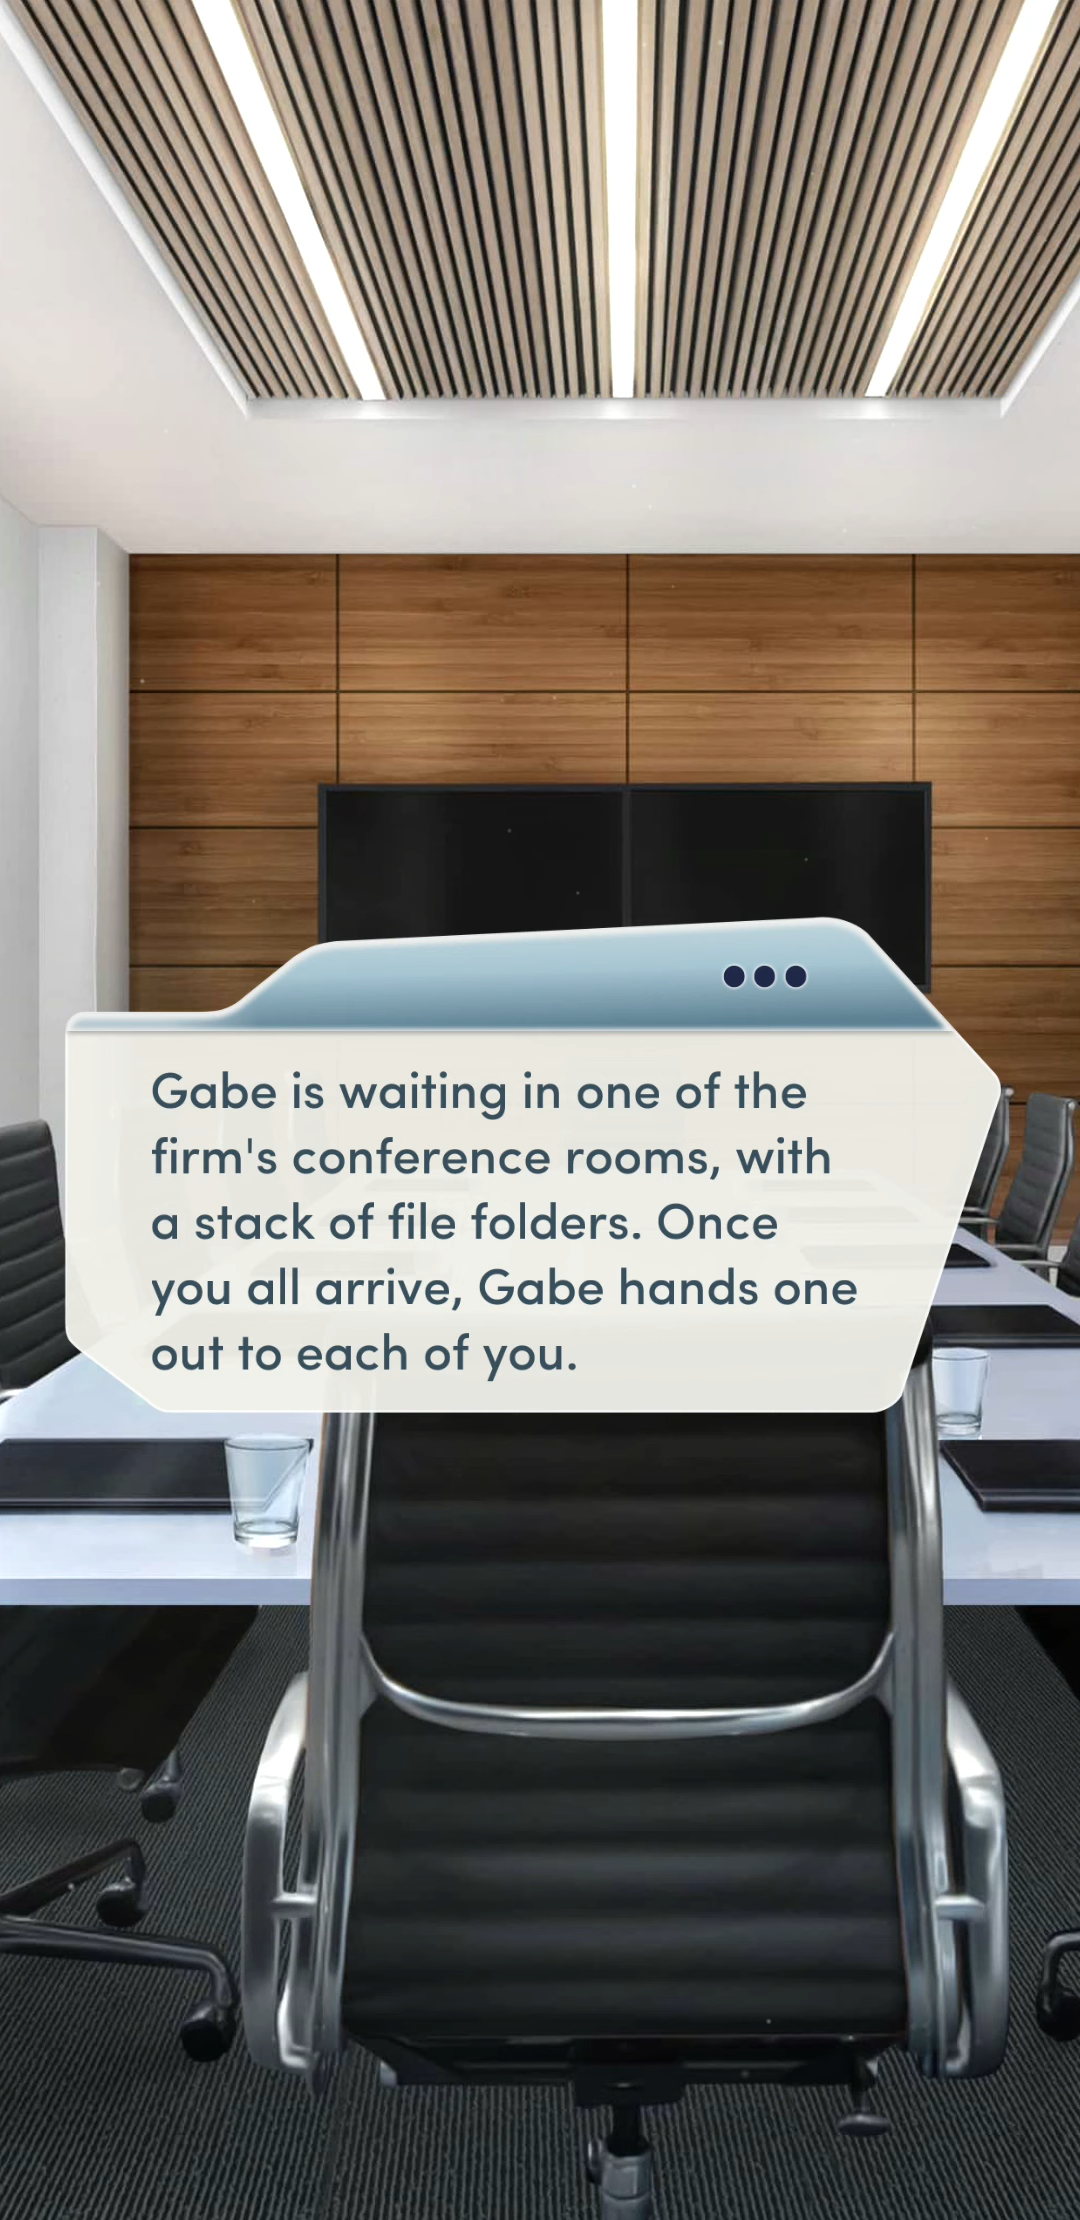 Gabe is waiting in one of the
firm's conference rooms, with
a stack of file folders. Once
you all arrive, Gabe hands one
out to each of you.